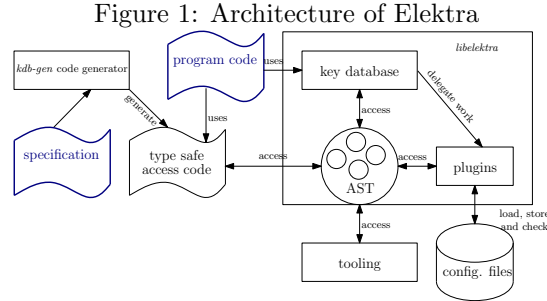 Figure 1: Architecture of Elektra
libelektra
kdb-gen code generator
program code
uses
key database
generate
uses
access
delegate work
specification
type safe
access code
access
AST
access
plugins
access
load, store
and check
tooling
config. files